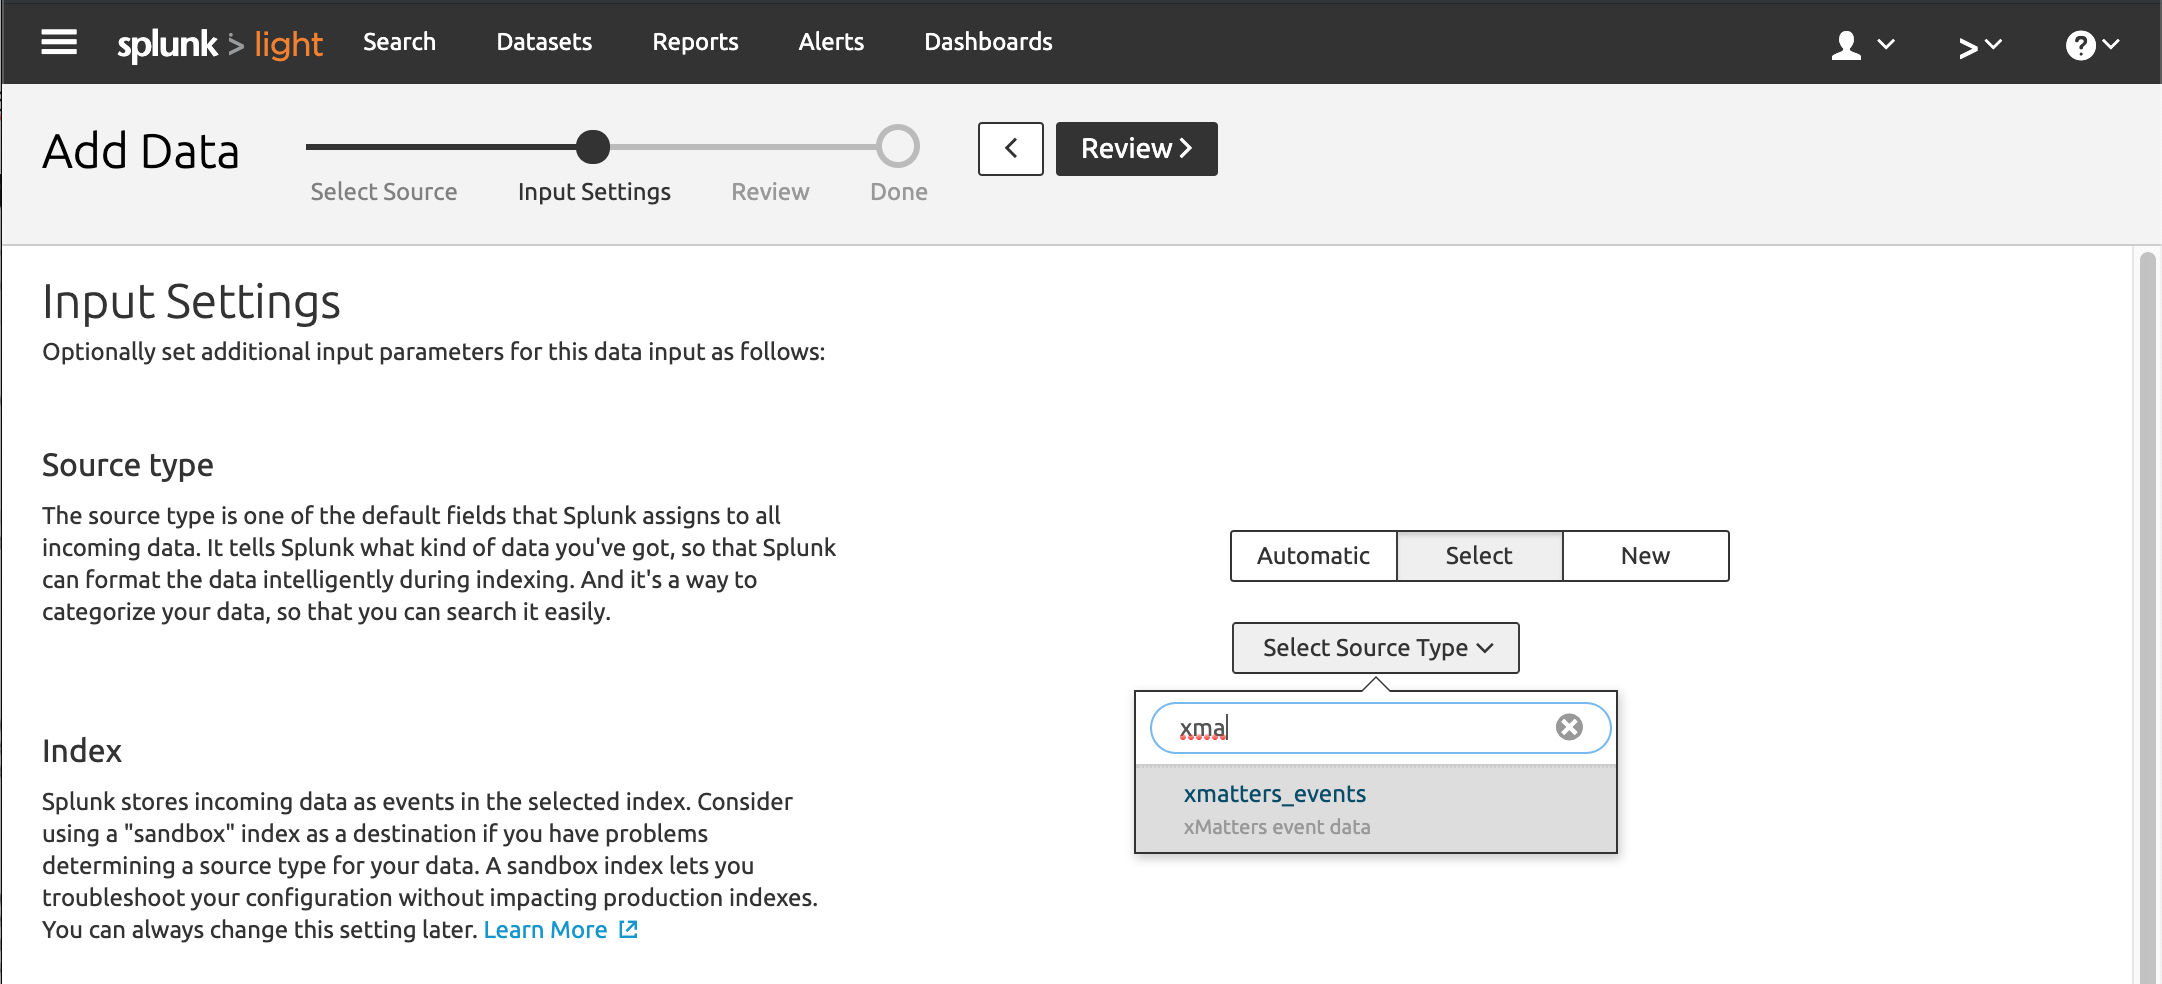 splunk > light Search Datasets Reports Alerts Dashboards
Add Data
Select Source Input Settings Review Done
Review
Input Settings
Optionally set additional input parameters for this data input as follows:
Source type
The source type is one of the default fields that Splunk assigns to all
incoming data. It tells Splunk what kind of data you've got, so that Splunk
can format the data intelligently during indexing. And it's a way to
categorize your data, so that you can search it easily.
Automatic Select New
Select Source Type
xma
xmatters_events
xMatters event data
Index
Splunk stores incoming data as events in the selected index. Consider
using a "sandbox" index as a destination if you have problems
determining a source type for your data. A sandbox index lets you
troubleshoot your configuration without impacting production indexes.
You can always change this setting later. Learn More